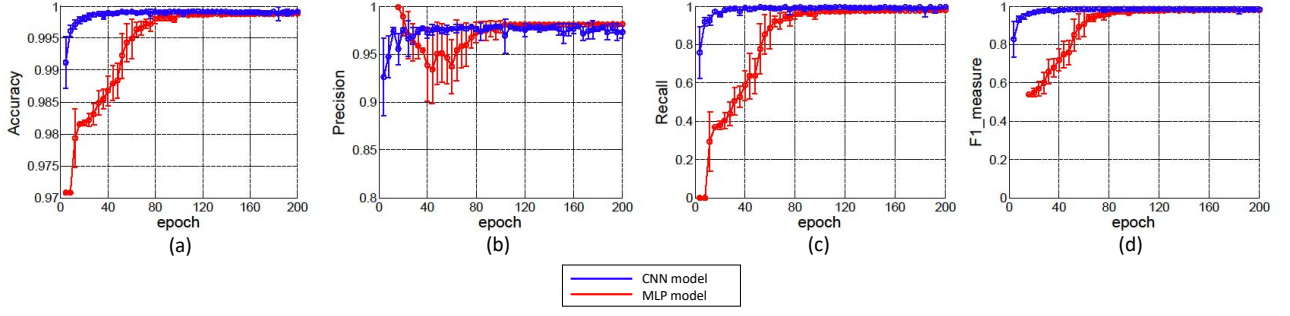 Accuracy
1
0.995
0.99
0.985
0.98
0.975
0.97
0 40 80 120 160 200
epoch
(a)
Precision
1
0.95
0.9
0.85
0.8
0 40 80 120 160 200
epoch
(b)
Recall
1
0.8
0.6
0.4
0.2
0
0 40 80 120 160 200
epoch
(c)
F1_measure
1
0.8
0.6
0.4
0.2
0
0 40 80 120 160 200
epoch
(d)
CNN model
MLP model